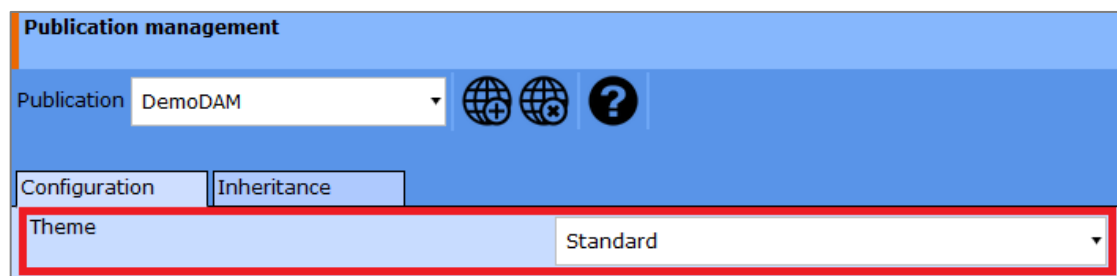 Publication management
Publication DemoDAM
Configuration Inheritance
Theme Standard